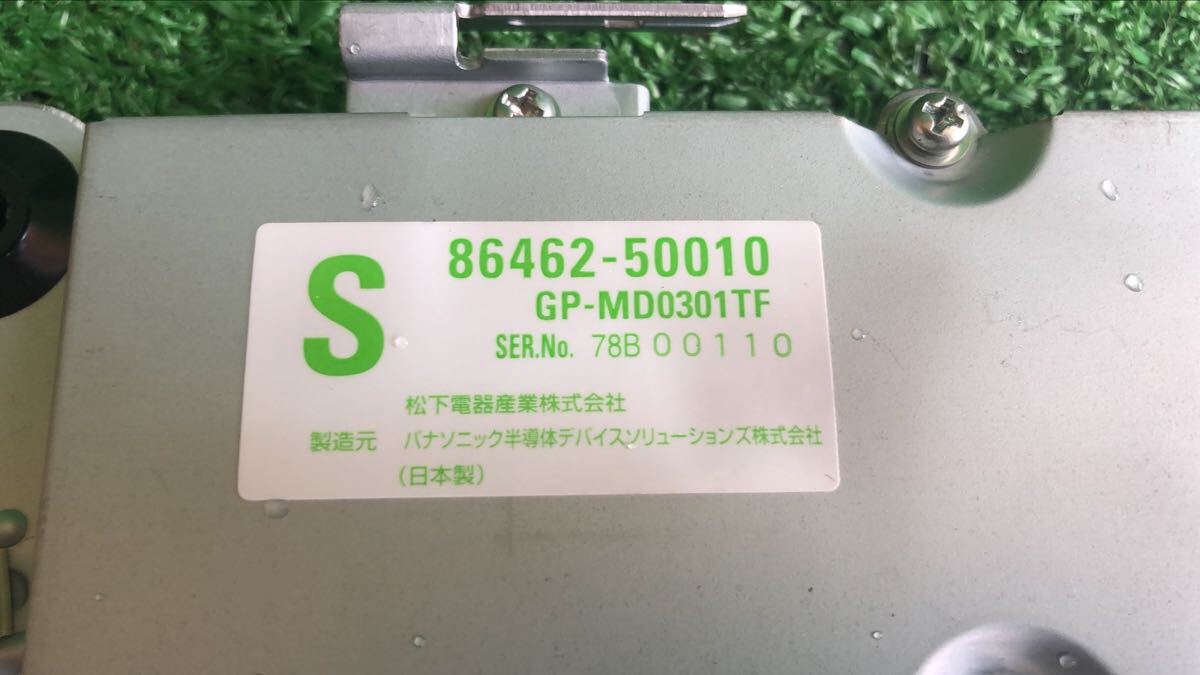 S
86462-50010
GP-MD0301TF
SER.No. 78B 00110
松下電器産業株式会社
製造元 パナソニック半導体デバイスソリューションズ株式会社
(日本製)